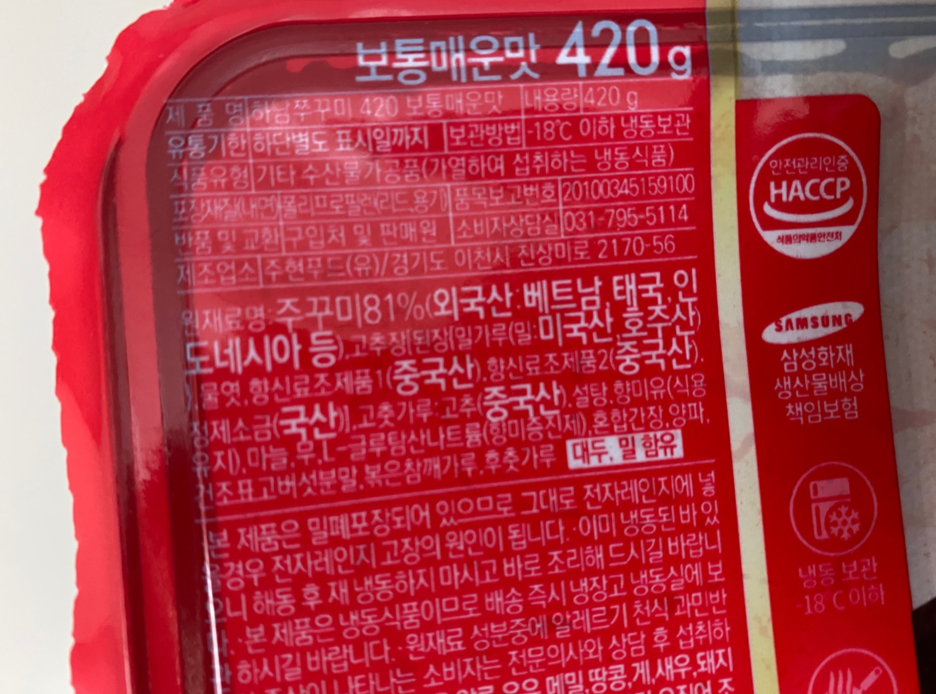 보통매운맛 420g
제 품 명 하남쭈꾸미 420 보통매운맛 내용량 420 g
유통기한 하단별도 표시일까지 보관방법 -18℃ 이하 냉동보관
식품유형 기타 수산물가공품(가열하여 섭취하는 냉동식품)
포장재질(내면) 폴리프로필렌(리드,용기) 품목보고번호 20100345159100
반품 및 교환 구입처 및 판매원 소비자상담실 031-795-5114
제조업소 주현푸드(유)/경기도 이천시 진상미로 2170-56
원재료명: 주꾸미81%(외국산:베트남,태국,인
도네시아 등),고추장[된장{밀가루(밀:미국산,호주산)
물엿,향신료조제품1(중국산),향신료조제품2(중국산),
정제소금(국산)],고춧가루:고추(중국산),설탕,향미유(식용
유지),마늘,무,L-글루탐산나트륨(향미증진제),혼합간장,양파,
건조표고버섯분말,볶은참깨가루,후춧가루 대두, 밀 함유
본 제품은 밀폐포장되어 있으므로 그대로 전자레인지에 넣
을경우 전자레인지 고장의 원인이 됩니다.·이미 냉동된 바 있
으니 해동 후 재 냉동하지 마시고 바로 조리해 드시길 바랍니
·본 제품은 냉동식품이므로 배송 즉시 냉장고 냉동실에 보
하시길 바랍니다.·원재료 성분중에 알레르기 천식 과민반
나타나는 소비자는 전문의사와 상담 후 섭취하
우유,메밀,땅콩,게,새우,돼지
안전관리인증
HACCP
식품의약품안전처
SAMSUNG
삼성화재
생산물배상
책임보험
냉동 보관
-18℃ 이하